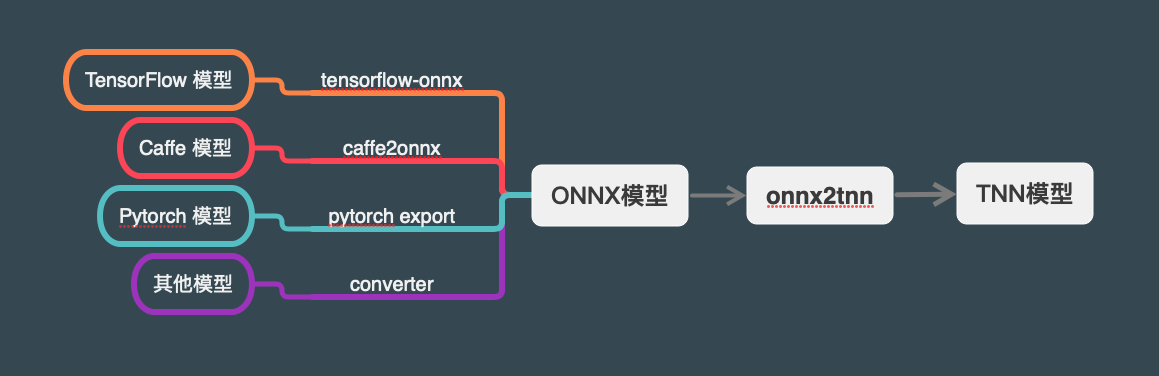 TensorFlow 模型
tensorflow-onnx
Caffe 模型
caffe2onnx
Pytorch 模型
pytorch export
其他模型
converter
ONNX模型
onnx2tnn
TNN模型